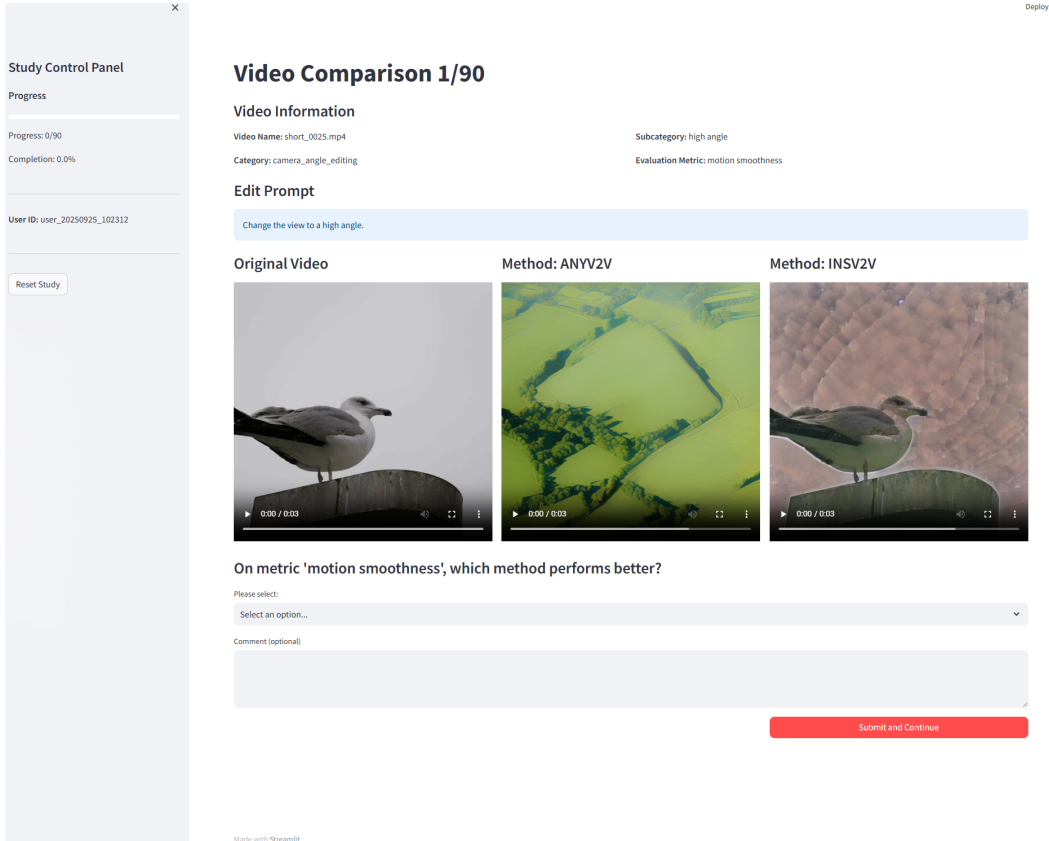 Deploy
Study Control Panel
Progress
Progress: 0/90
Completion: 0.0%
User ID: user_20250925_102312
Reset Study
Video Comparison 1/90
Video Information
Video Name: short_0025.mp4
Subcategory: high angle
Category: camera_angle_editing
Evaluation Metric: motion smoothness
Edit Prompt
Change the view to a high angle.
Original Video
Method: ANYV2V
Method: INSV2V
0:00 / 0:03
0:00 / 0:03
0:00 / 0:03
On metric 'motion smoothness', which method performs better?
Please select:
Select an option...
Comment (optional)
Submit and Continue
Made with Streamlit